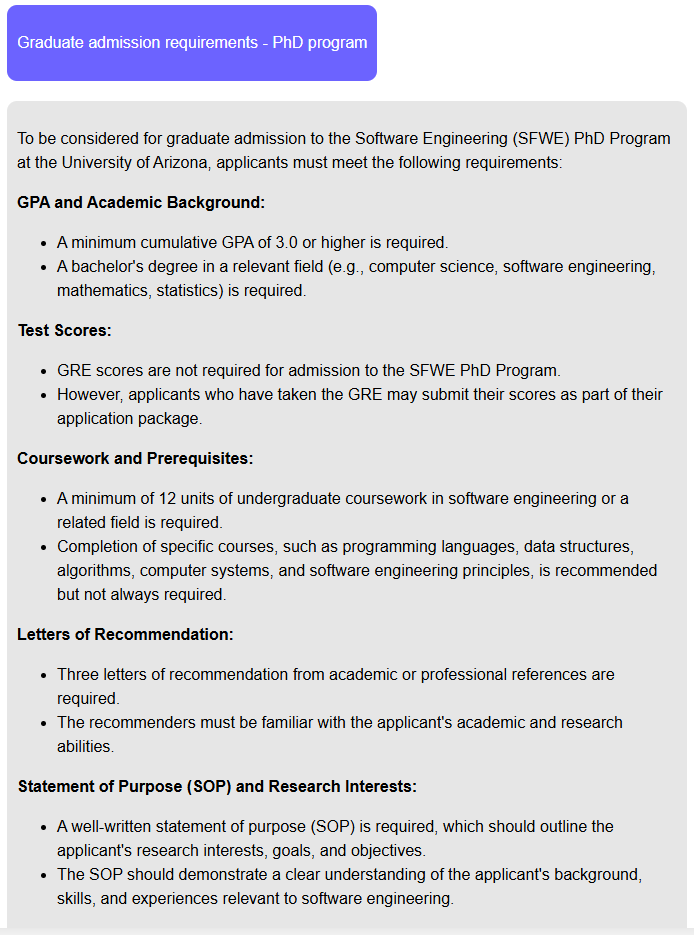 Graduate admission requirements - PhD program
To be considered for graduate admission to the Software Engineering (SFWE) PhD Program
at the University of Arizona, applicants must meet the following requirements:
GPA and Academic Background:
• A minimum cumulative GPA of 3.0 or higher is required.
• A bachelor's degree in a relevant field (e.g., computer science, software engineering,
mathematics, statistics) is required.
Test Scores:
• GRE scores are not required for admission to the SFWE PhD Program.
• However, applicants who have taken the GRE may submit their scores as part of their
application package.
Coursework and Prerequisites:
• A minimum of 12 units of undergraduate coursework in software engineering or a
related field is required.
• Completion of specific courses, such as programming languages, data structures,
algorithms, computer systems, and software engineering principles, is recommended
but not always required.
Letters of Recommendation:
• Three letters of recommendation from academic or professional references are
required.
• The recommenders must be familiar with the applicant's academic and research
abilities.
Statement of Purpose (SOP) and Research Interests:
• A well-written statement of purpose (SOP) is required, which should outline the
applicant's research interests, goals, and objectives.
• The SOP should demonstrate a clear understanding of the applicant's background,
skills, and experiences relevant to software engineering.